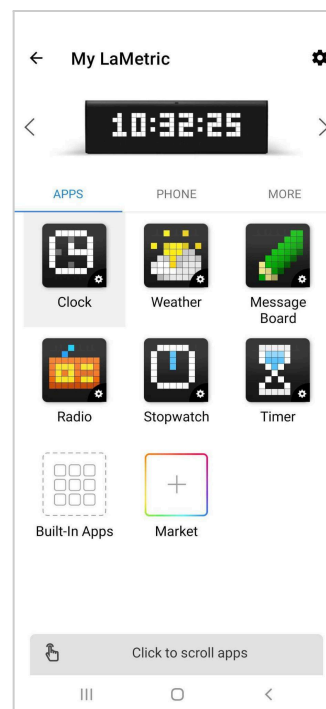 My LaMetric
10:32:25
APPS PHONE MORE
Clock Weather Message
Board
Radio Stopwatch Timer
Built-In Apps Market
Click to scroll apps